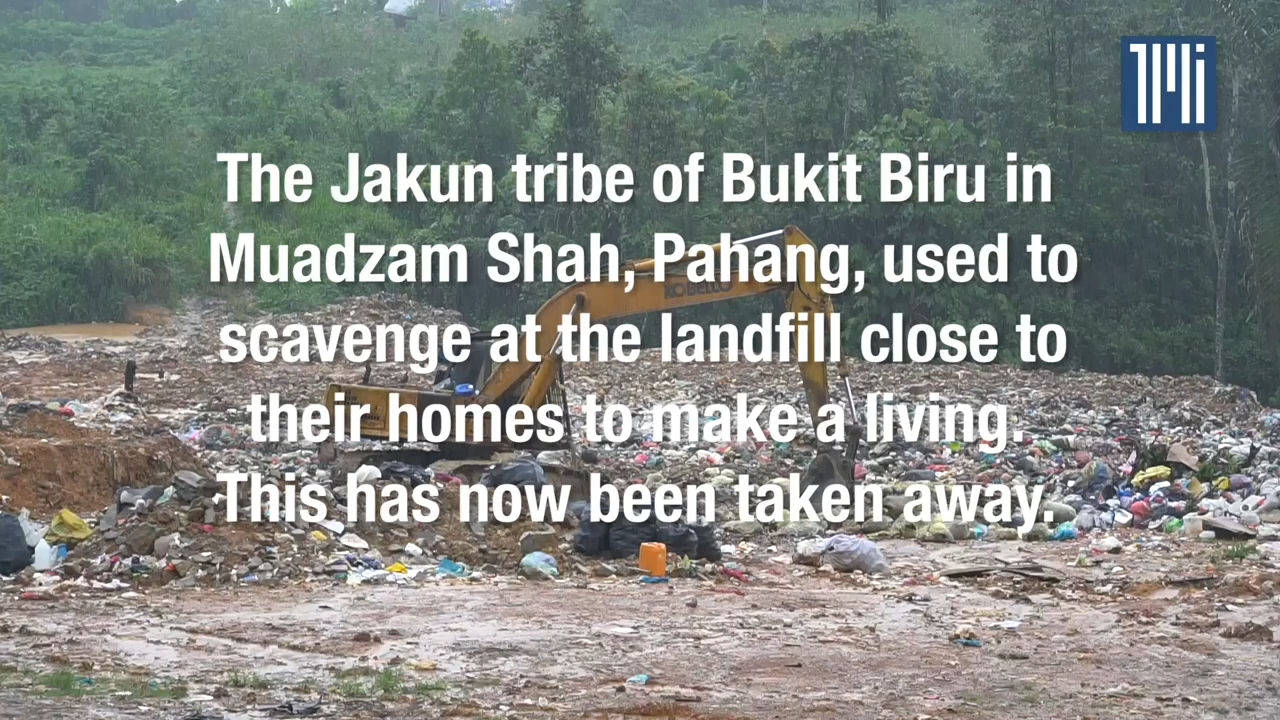 TMi
The Jakun tribe of Bukit Biru in
Muadzam Shah, Pahang, used to
scavenge at the landfill close to
their homes to make a living.
This has now been taken away.
KOBELCO